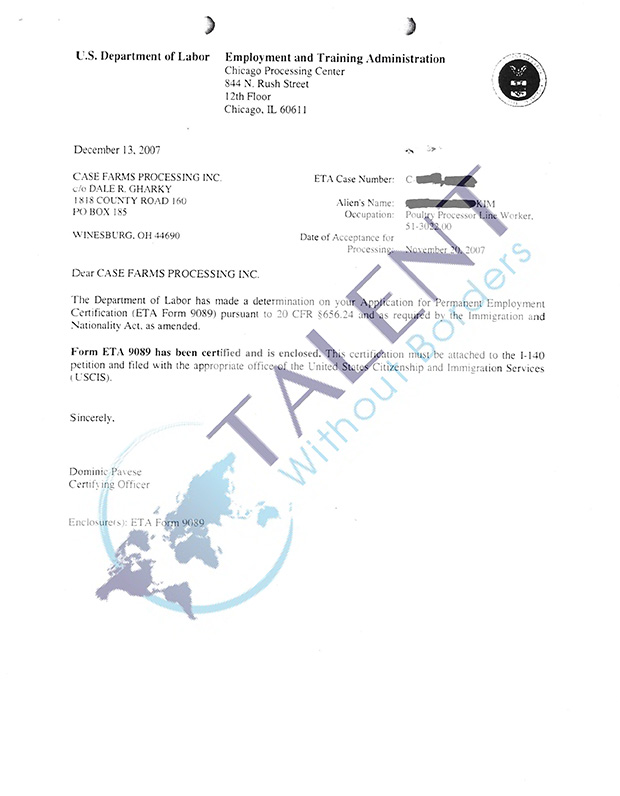 U.S. Department of Labor
Employment and Training Administration
Chicago Processing Center
844 N. Rush Street
12th Floor
Chicago, IL 60611
December 13, 2007
CASE FARMS PROCESSING INC.
c/o DALE R. GHARKY
1818 COUNTY ROAD 160
PO BOX 185
WINESBURG, OH 44690
ETA Case Number: C-
Alien's Name: KIM
Occupation: Poultry Processor Line Worker,
51-3022.00
Date of Acceptance for
Processing: November 20, 2007
Dear CASE FARMS PROCESSING INC.
The Department of Labor has made a determination on your Application for Permanent Employment
Certification (ETA Form 9089) pursuant to 20 CFR §656.24 and as required by the Immigration and
Nationality Act, as amended.
Form ETA 9089 has been certified and is enclosed. This certification must be attached to the I-140
petition and filed with the appropriate office of the United States Citizenship and Immigration Services
(USCIS).
Sincerely,
Dominic Pavese
Certifying Officer
Enclosure(s): ETA Form 9089
TALENT
Without Borders